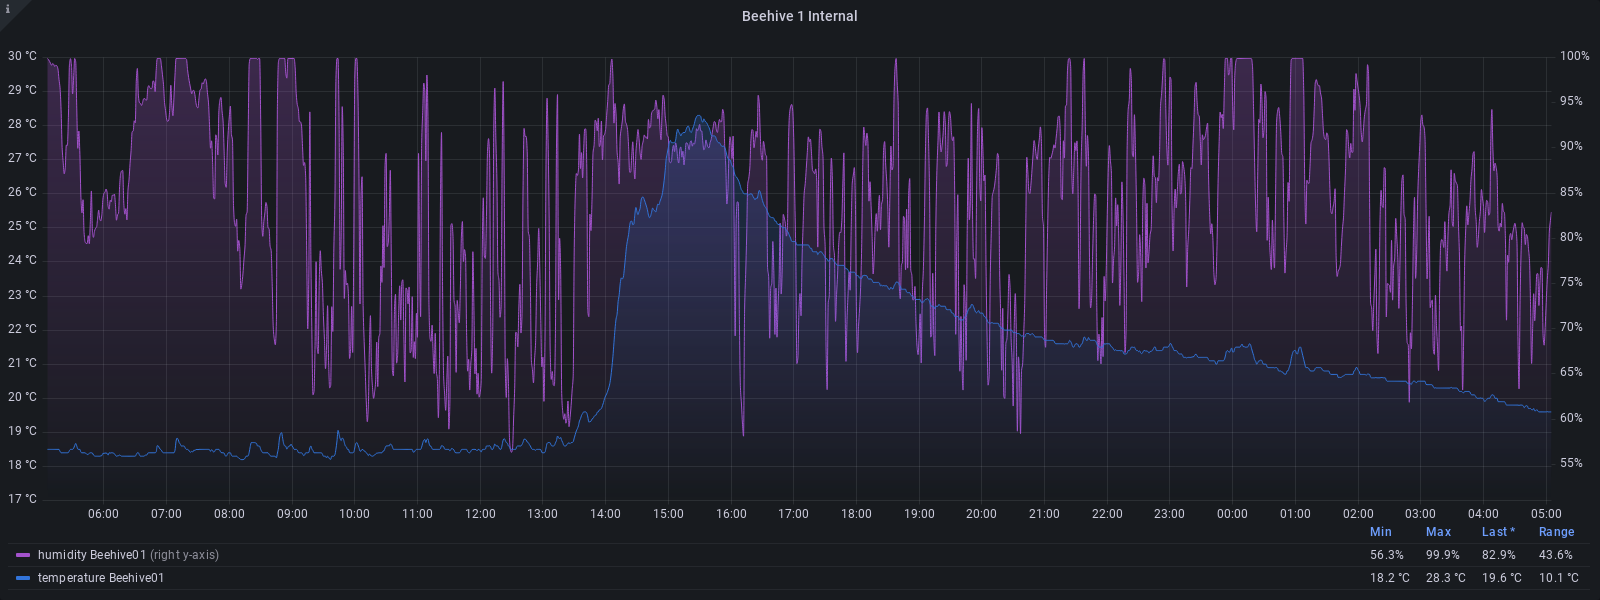 i
Beehive 1 Internal
30 °C
100%
29 °C
95%
28 °C
90%
27 °C
26 °C
85%
25 °C
80%
24 °C
75%
23 °C
22 °C
70%
21 °C
65%
20 °C
60%
19 °C
18 °C
55%
17 °C
06:00 07:00 08:00 09:00 10:00 11:00 12:00 13:00 14:00 15:00 16:00 17:00 18:00 19:00 20:00 21:00 22:00 23:00 00:00 01:00 02:00 03:00 04:00 05:00
Min Max Last * Range
humidity Beehive01 (right y-axis) 56.3% 99.9% 82.9% 43.6%
temperature Beehive01 18.2 °C 28.3 °C 19.6 °C 10.1 °C